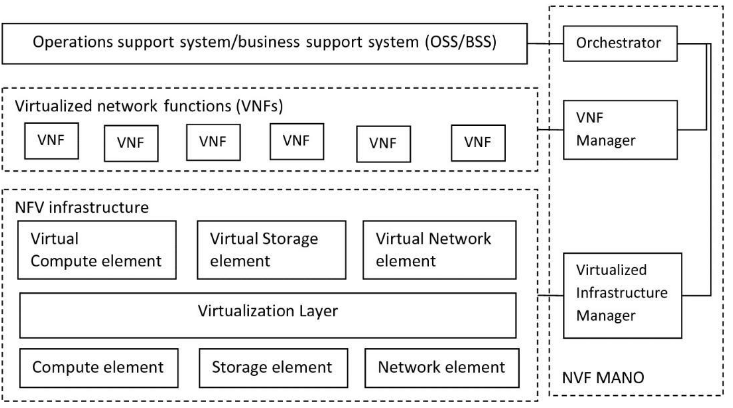 Operations support system/business support system (OSS/BSS)
Orchestrator
Virtualized network functions (VNFs)
VNF
VNF
VNF
VNF
VNF
VNF
VNF
Manager
NFV infrastructure
Virtual
Compute element
Virtual Storage
element
Virtual Network
element
Virtualized
Infrastructure
Manager
Virtualization Layer
Compute element
Storage element
Network element
NVF MANO